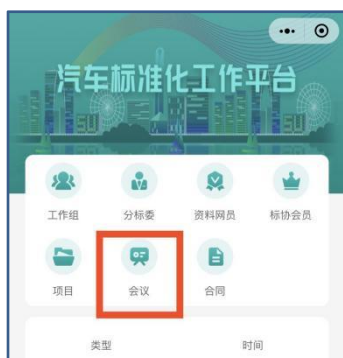 汽车标准化工作平台
工作组 分标委 资料网员 标协会员
项目 会议 合同
类型 时间